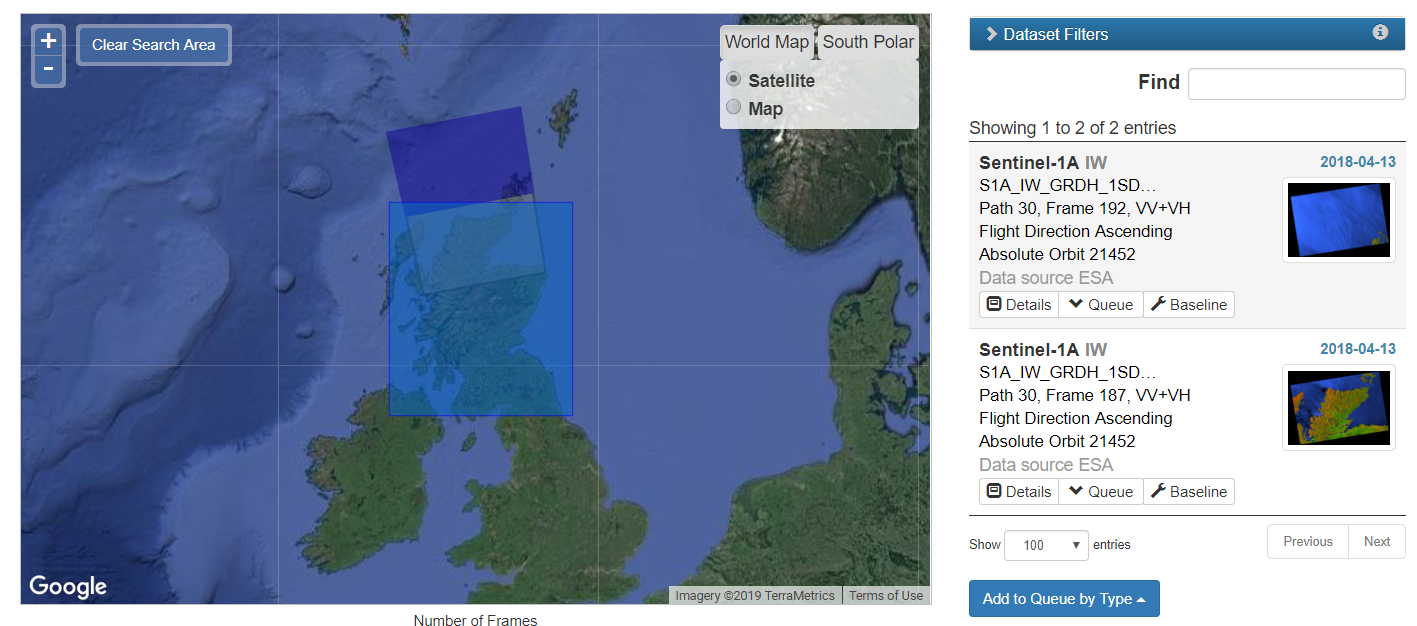 +
-
Clear Search Area
World Map South Polar
Satellite
Map
Google
Imagery ©2019 TerraMetrics Terms of Use
Number of Frames
Dataset Filters
Find
Showing 1 to 2 of 2 entries
Sentinel-1A IW 2018-04-13
S1A_IW_GRDH_1SD…
Path 30, Frame 192, VV+VH
Flight Direction Ascending
Absolute Orbit 21452
Data source ESA
Details Queue Baseline
Sentinel-1A IW 2018-04-13
S1A_IW_GRDH_1SD…
Path 30, Frame 187, VV+VH
Flight Direction Ascending
Absolute Orbit 21452
Data source ESA
Details Queue Baseline
Show 100 entries Previous Next
Add to Queue by Type